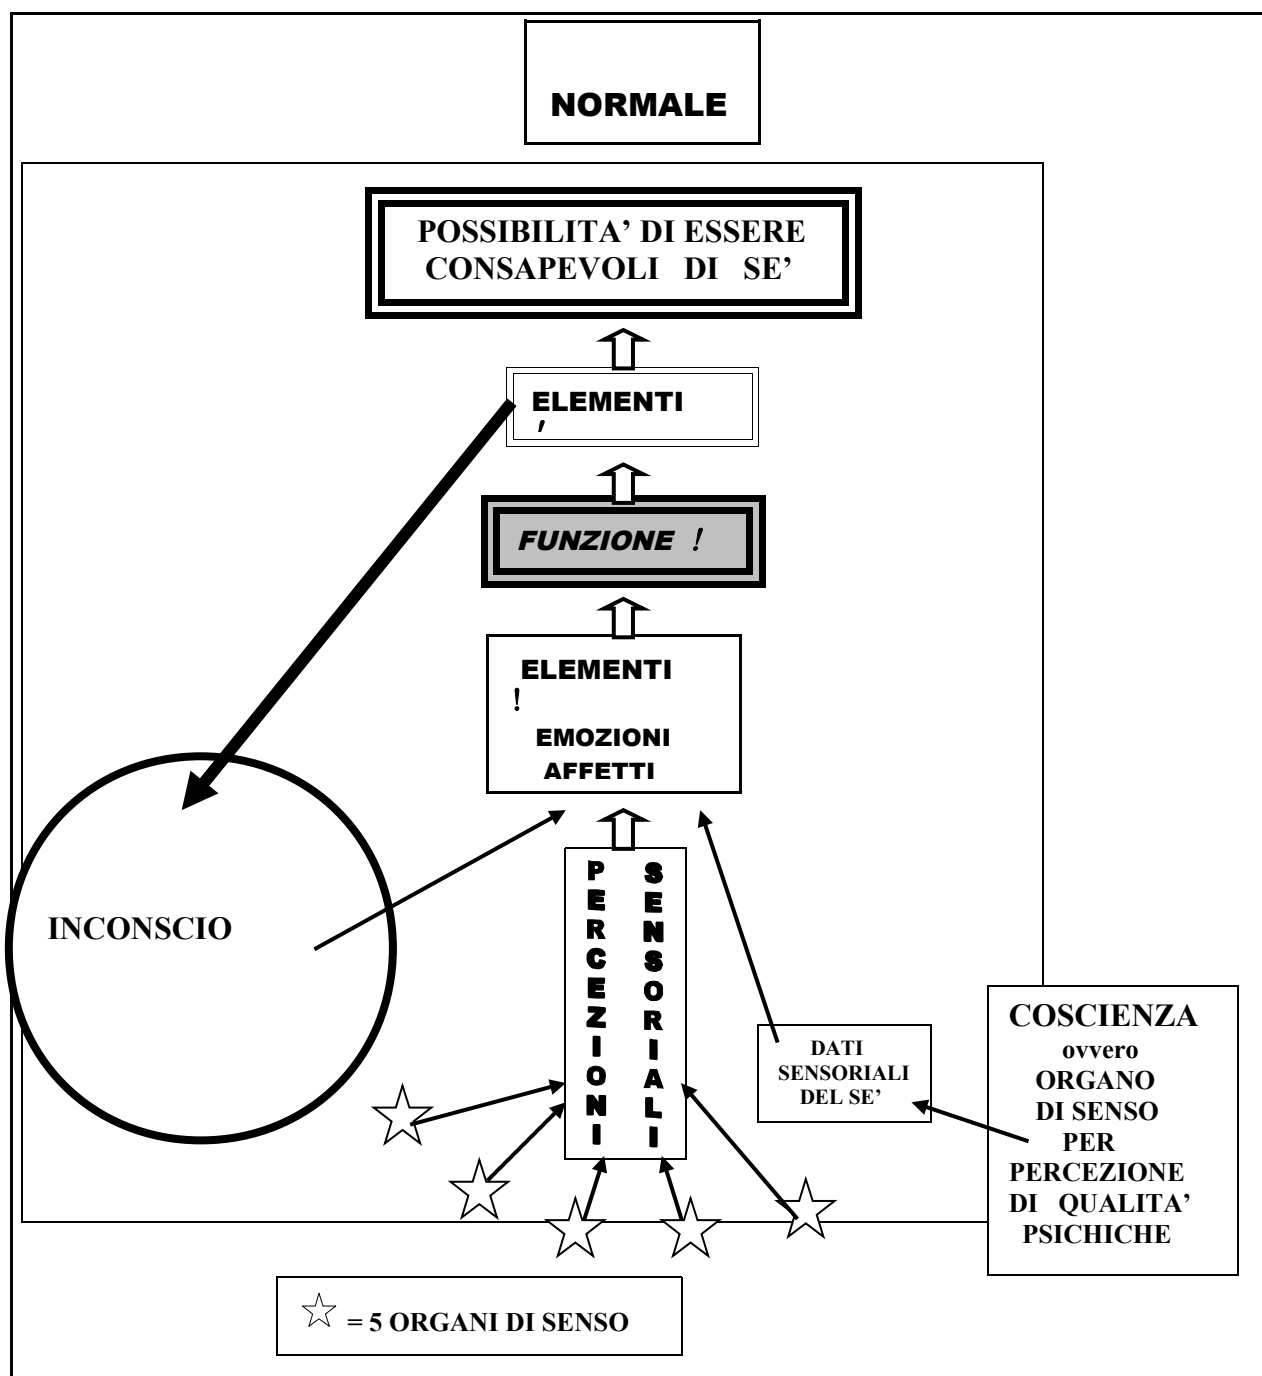 NORMALE
POSSIBILITA’ DI ESSERE
CONSAPEVOLI DI SE’
ELEMENTI
′
FUNZIONE !
ELEMENTI
!
EMOZIONI
AFFETTI
PERCEZIONI
SENSORIALI
INCONSCIO
DATI
SENSORIALI
DEL SE’
COSCIENZA
ovvero
ORGANO
DI SENSO
PER
PERCEZIONE
DI QUALITA’
PSICHICHE
= 5 ORGANI DI SENSO